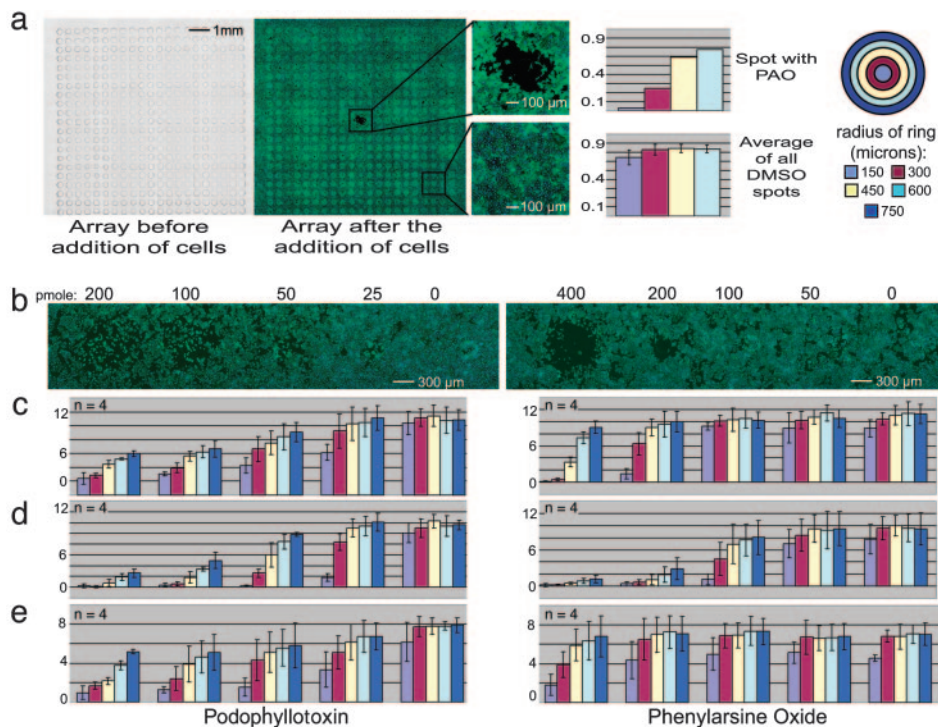 a
1mm
Array before
addition of cells
Array after the
addition of cells
100 µm
100 µm
0.9
0.4
0.1
Spot with
PAO
0.9
0.4
0.1
Average
of all
DMSO
spots
radius of ring
(microns):
150 300
450 600
750
b
pmole: 200 100 50 25 0
400 200 100 50 0
300 µm
300 µm
c
n = 4
12
6
0
n = 4
12
6
0
d
12
6
0
12
6
0
e
n = 4
8
4
0
n = 4
8
4
0
Podophyllotoxin
Phenylarsine Oxide